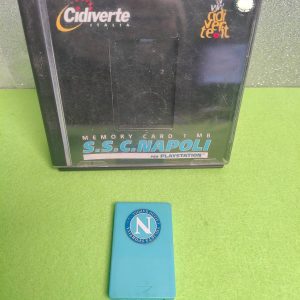 Cidiverte
ITALIA
MEMORY CARD 1 MB
S.S.C.NAPOLI
FOR PLAYSTATION
N